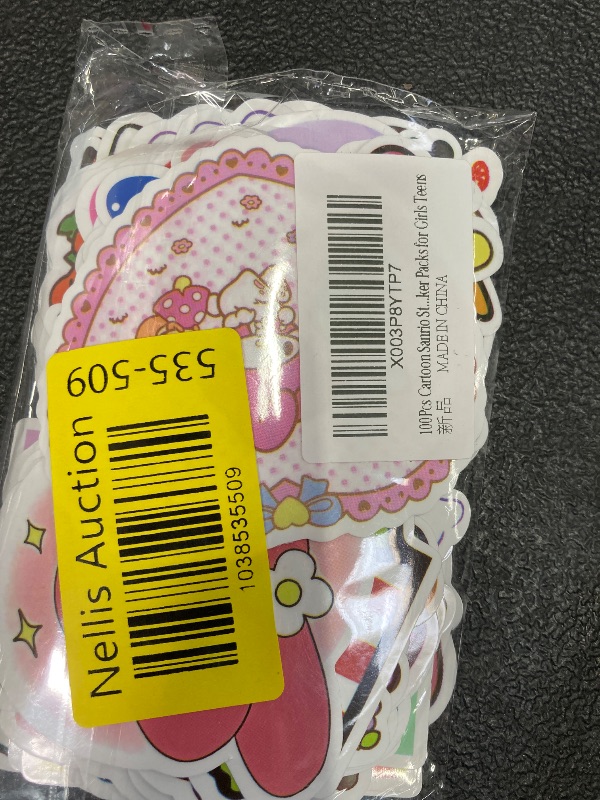 X003P8YTP7
100Pcs Cartoon Sanrio St...ker Packs for Girls Teens
MADE IN CHINA
新品
535-509
Nellis Auction
1038535509